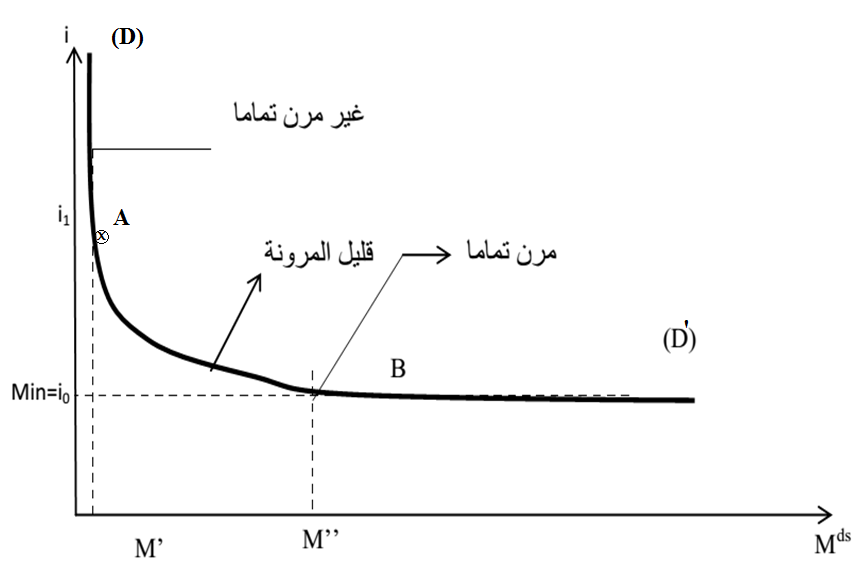 i
(D)
غير مرن تماما
i1
A
x
قليل المرونة
مرن تماما
(D')
B
Min=i0
M'
M’’
Mds